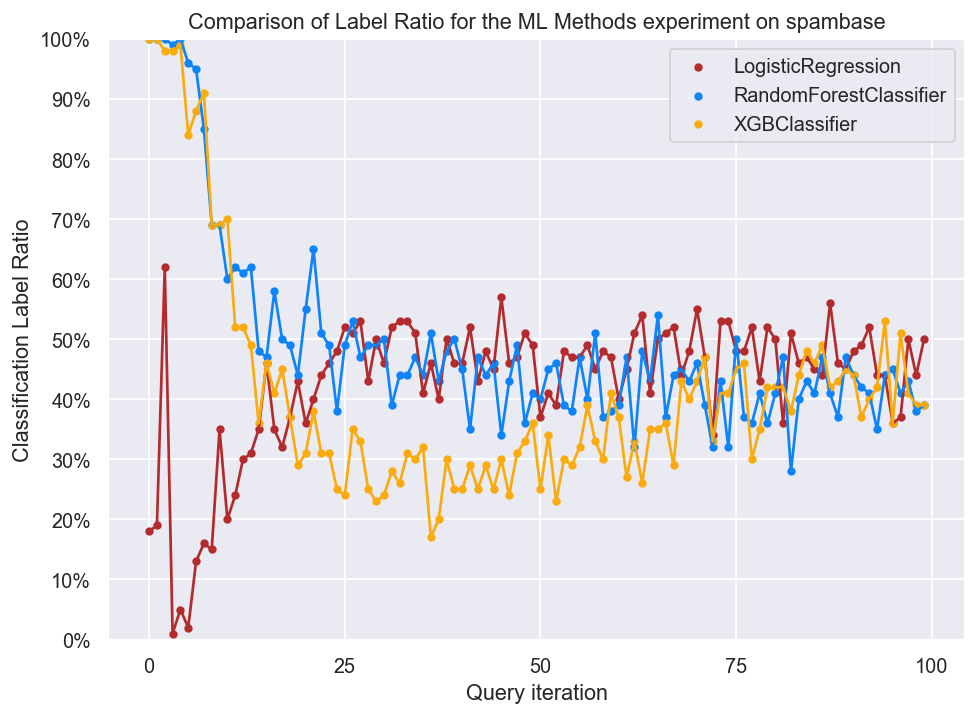 Comparison of Label Ratio for the ML Methods experiment on spambase
100%
90%
80%
70%
60%
50%
40%
30%
20%
10%
0%
Classification Label Ratio
LogisticRegression
RandomForestClassifier
XGBClassifier
0 25 50 75 100
Query iteration